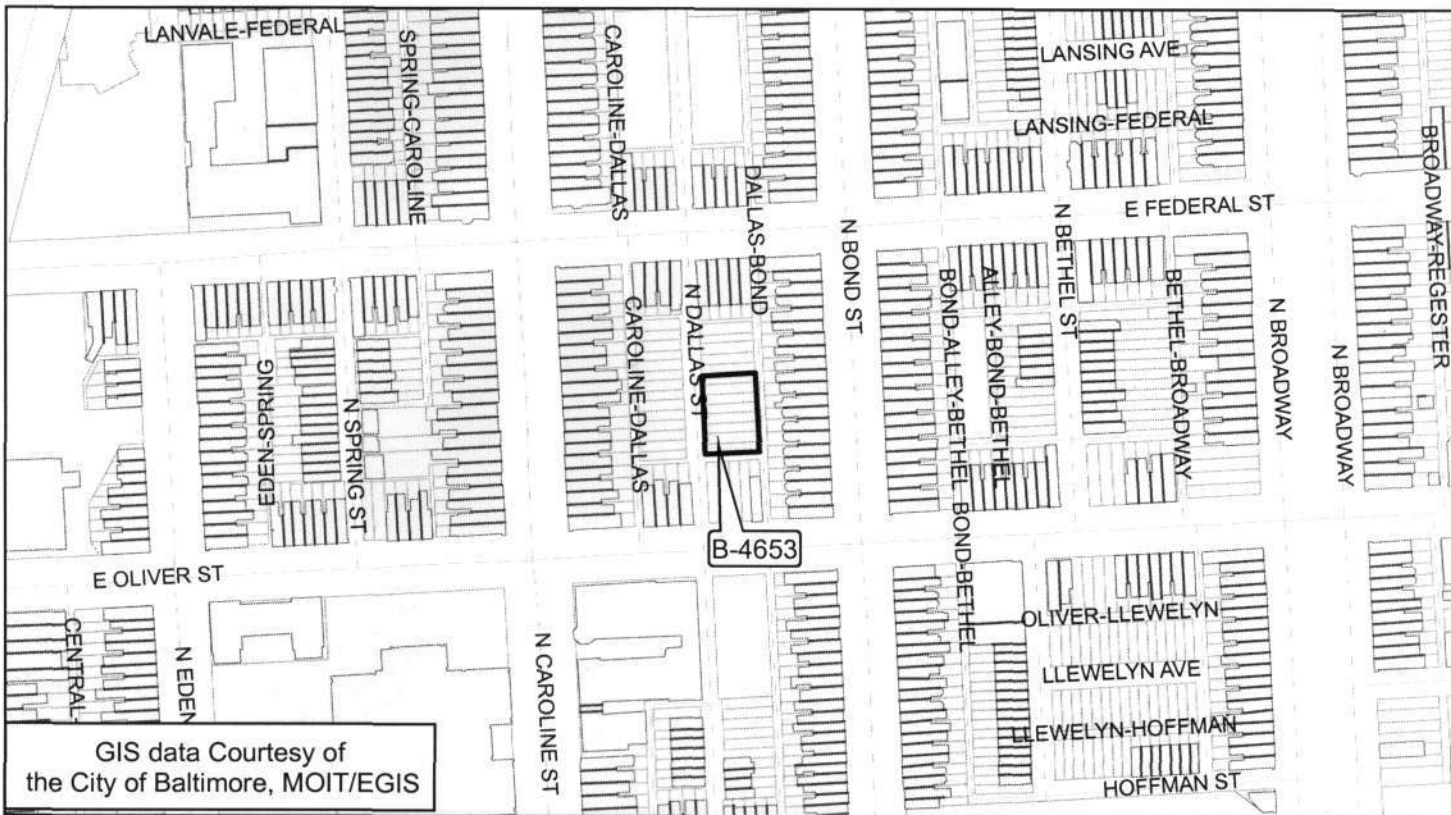 LANVALE-FEDERAL
SPRING-CAROLINE
CAROLINE-DALLAS
LANSING AVE
LANSING-FEDERAL
BROADWAY-REGESTER
DALLAS-BOND
E FEDERAL ST
N BOND ST
N BETHEL ST
N DALLAS ST
CAROLINE-DALLAS
BOND-ALLEY-BETHEL
ALLEY-BOND-BETHEL
BETHEL-BROADWAY
N BROADWAY
N BROADWAY
EDEN-SPRING
N SPRING ST
B-4653
BOND-BETHEL
E OLIVER ST
OLIVER-LLEWELYN
CENTRAL-
N EDEN
N CAROLINE ST
LLEWELYN AVE
LLEWELYN-HOFFMAN
HOFFMAN ST
GIS data Courtesy of
the City of Baltimore, MOIT/EGIS